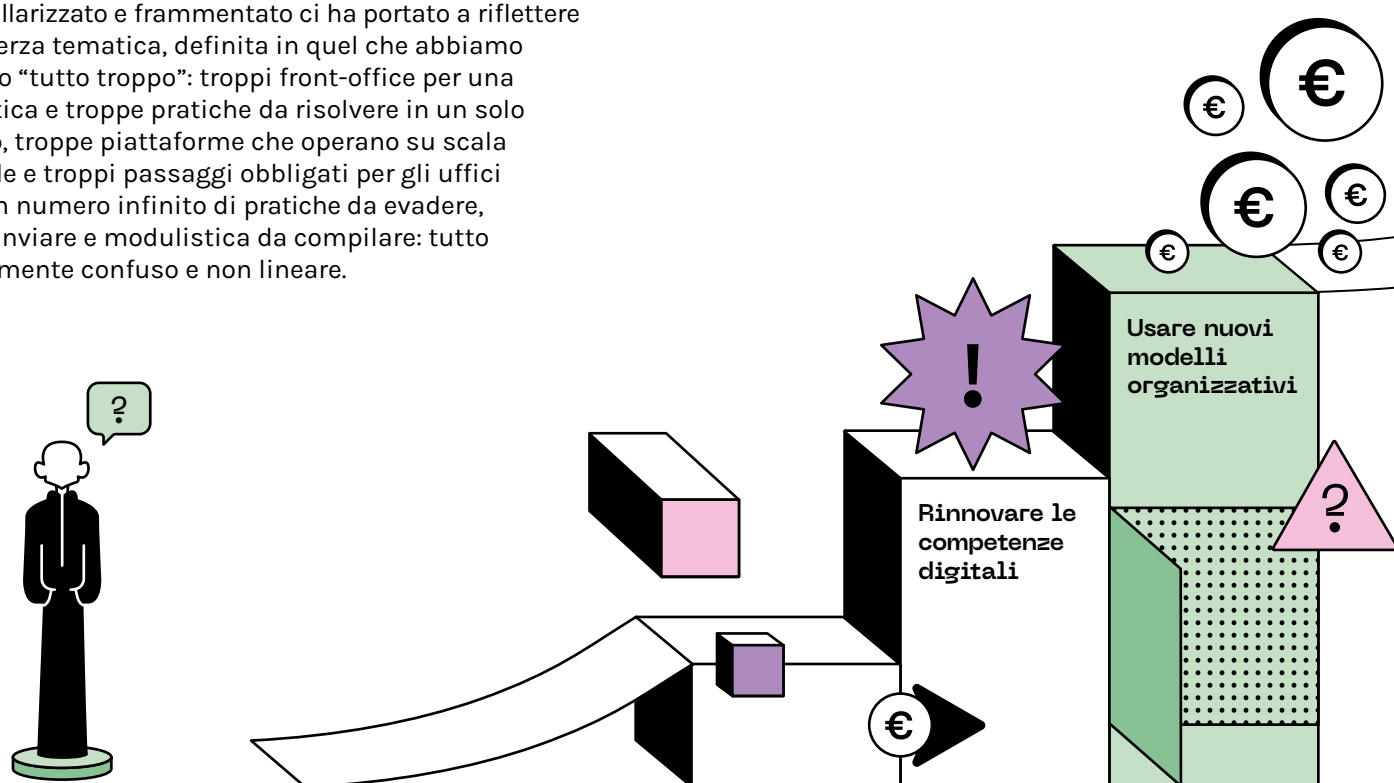 llarizzato e frammentato ci ha portato a riflettere
erza tematica, definita in quel che abbiamo
o “tutto troppo”: troppi front-office per una
tica e troppe pratiche da risolvere in un solo
o, troppe piattaforme che operano su scala
le e troppi passaggi obbligati per gli uffici
n numero infinito di pratiche da evadere,
nviare e modulistica da compilare: tutto
mente confuso e non lineare.
€
€
€
€
€
€
Usare nuovi
modelli
organizzativi
!
?
?
Rinnovare le
competenze
digitali
€